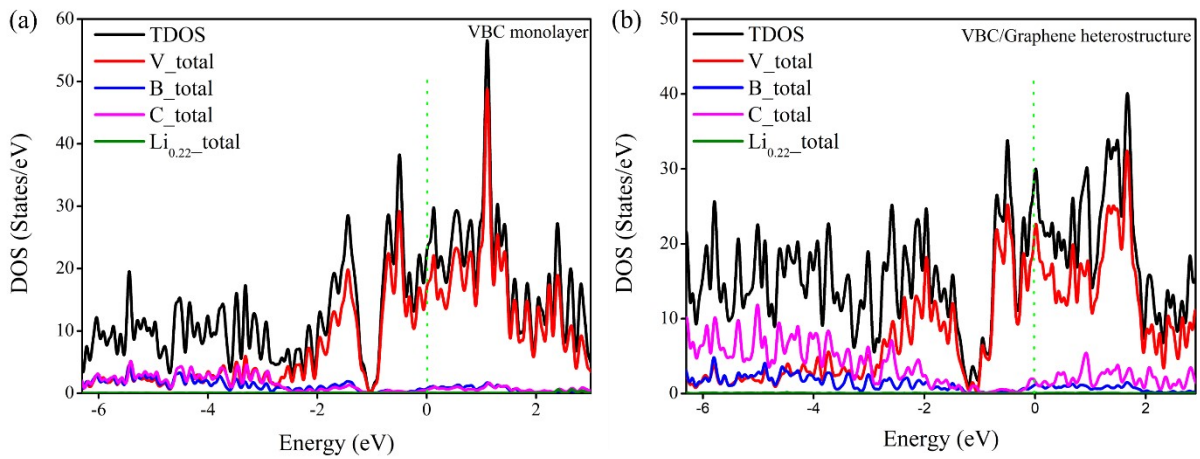 (a)
VBC monolayer
TDOS
V_total
B_total
C_total
Li0.22_total
60
50
40
30
20
10
0
DOS (States/eV)
-6 -4 -2 0 2
Energy (eV)
(b)
VBC/Graphene heterostructure
TDOS
V_total
B_total
C_total
Li0.22_total
50
40
30
20
10
0
DOS (States/eV)
-6 -4 -2 0 2
Energy (eV)